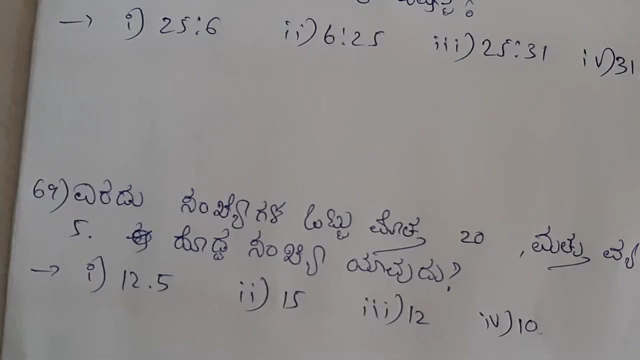 → i) 25:6 ii) 6:25 iii) 25:31 iv) 31
69) ಎರಡು ಸಂಖ್ಯೆಗಳ ಒಟ್ಟು ಮೊತ್ತ 20 , ಮತ್ತು ವ್ಯ
5. ದೊಡ್ಡ ಸಂಖ್ಯೆ ಯಾವುದು?
→ i) 12.5 ii) 15 iii) 12 iv) 10